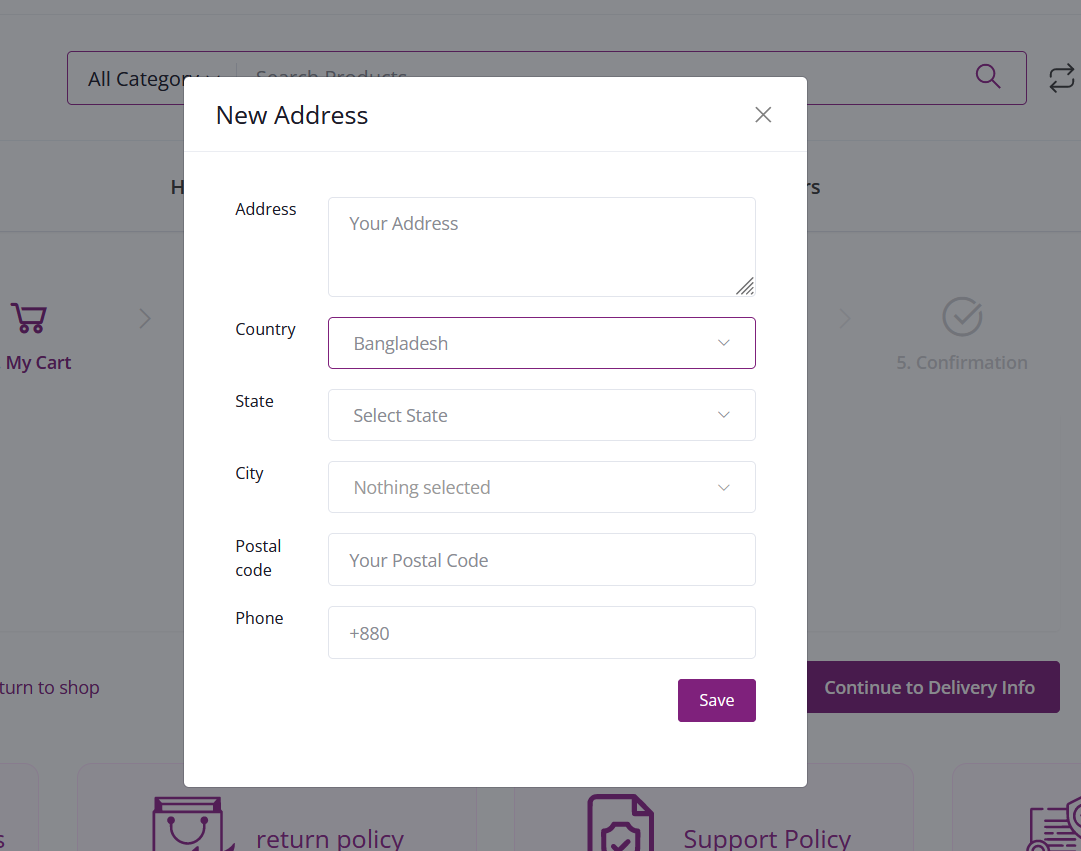 All Category
Search Products
New Address
Address
Your Address
Country
Bangladesh
State
Select State
City
Nothing selected
Postal
code
Your Postal Code
Phone
+880
Save
My Cart
5. Confirmation
turn to shop
Continue to Delivery Info
return policy
Support Policy